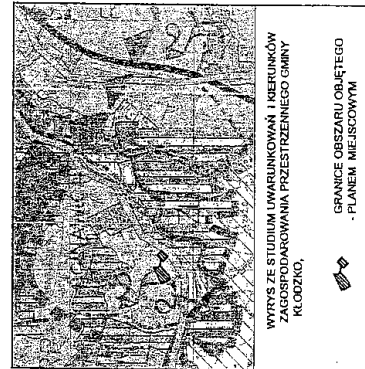 WYRYS ZE STUDIUM UWARUNKOWAŃ I KIERUNKÓW
ZAGOSPODAROWANIA PRZESTRZENNEGO GMINY
KŁODZKO,
GRANICE OBSZARU OBJĘTEGO
- PLANEM MIEJSCOWYM